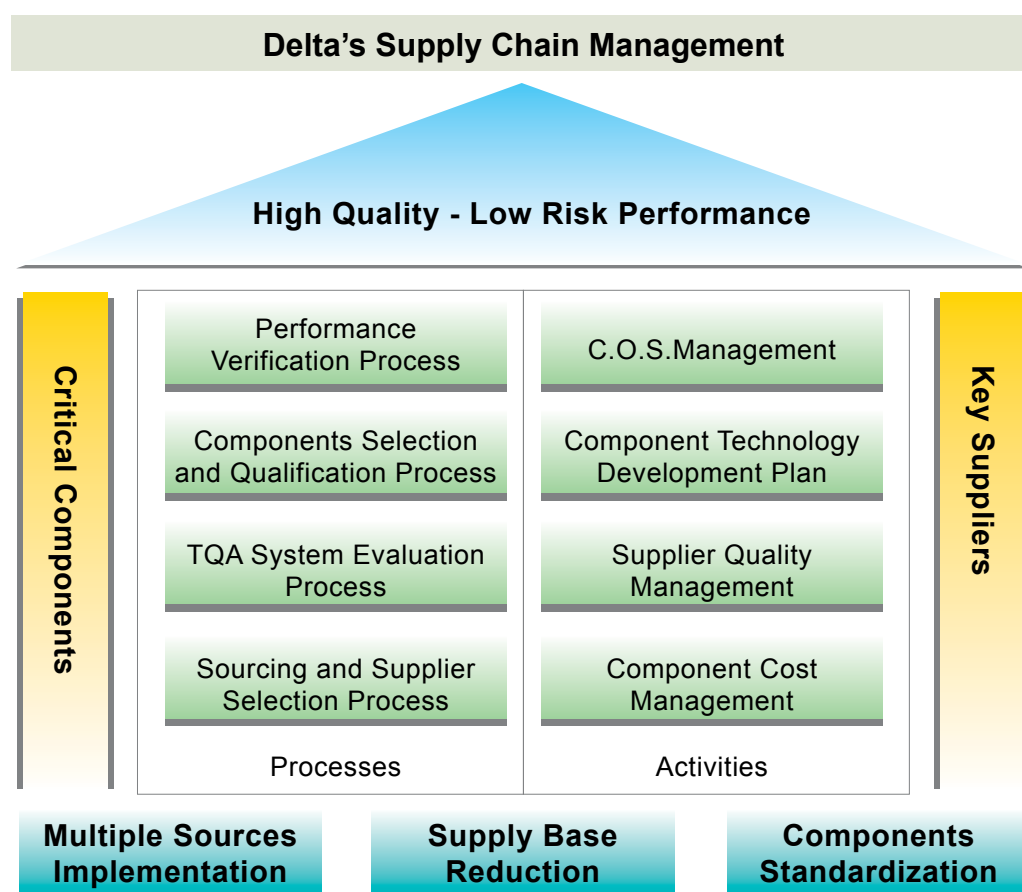 Delta’s Supply Chain Management
High Quality - Low Risk Performance
Critical Components
Performance
Verification Process
Components Selection
and Qualification Process
TQA System Evaluation
Process
Sourcing and Supplier
Selection Process
Processes
C.O.S.Management
Component Technology
Development Plan
Supplier Quality
Management
Component Cost
Management
Activities
Key Suppliers
Multiple Sources
Implementation
Supply Base
Reduction
Components
Standardization